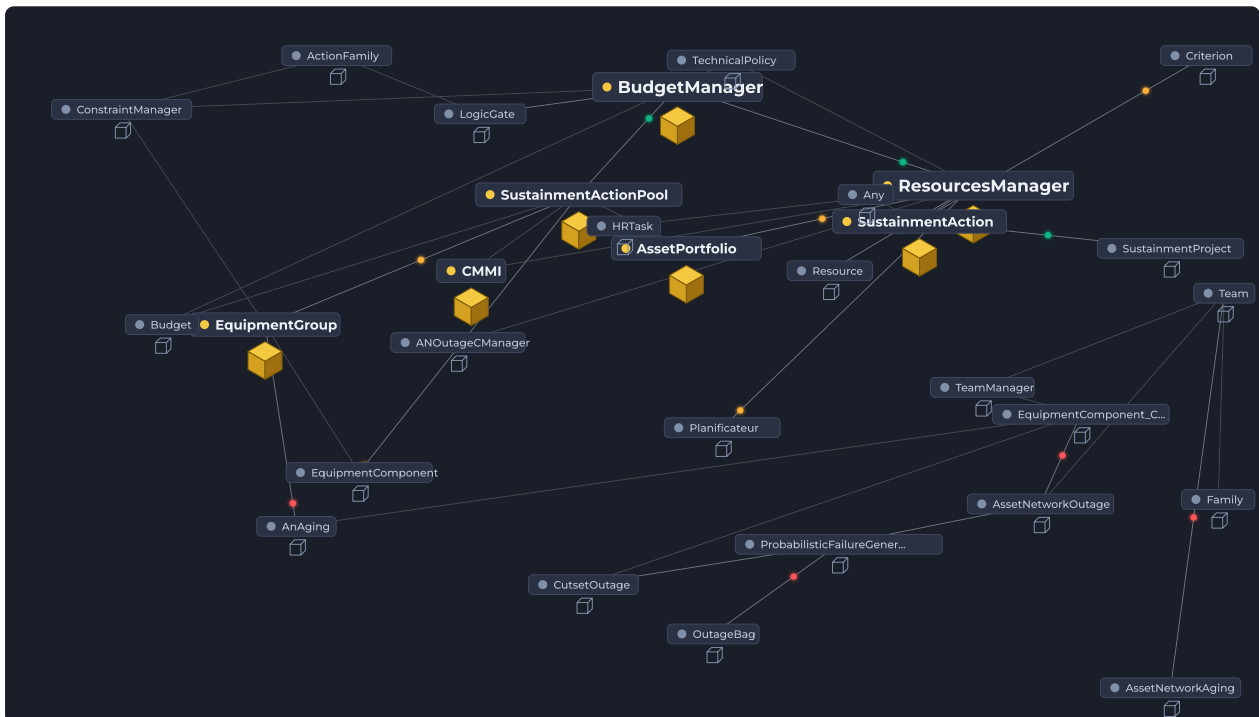 ActionFamily
TechnicalPolicy
Criterion
BudgetManager
ConstraintManager
LogicGate
ResourcesManager
SustainmentActionPool
Any
SustainmentAction
HRTask
AssetPortfolio
SustainmentProject
CMMI
Resource
Team
Budget
EquipmentGroup
ANOutageCManager
TeamManager
EquipmentComponent_C...
Planificateur
EquipmentComponent
Family
AssetNetworkOutage
AnAging
ProbabilisticFailureGener...
CutsetOutage
OutageBag
AssetNetworkAging